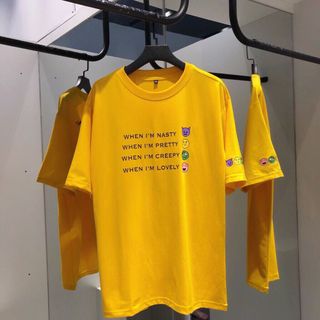 WHEN I'M NASTY
WHEN I'M PRETTY
WHEN I'M CREEPY
WHEN I'M LOVELY